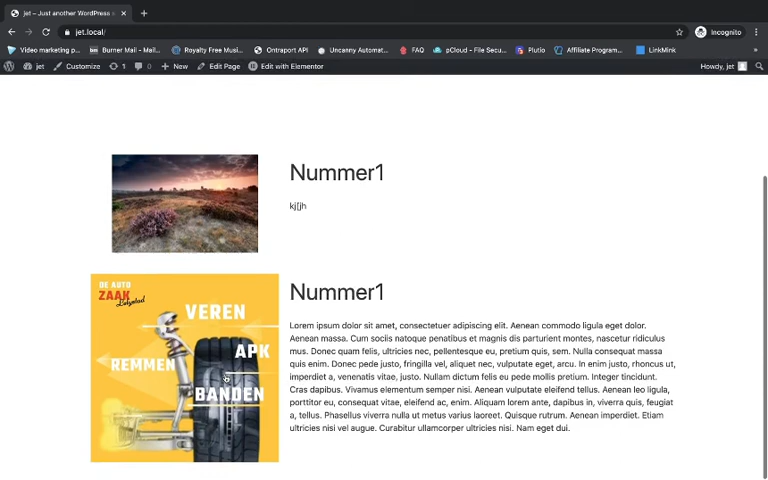 jet – Just another WordPress s
jet.local/
Incognito
Video marketing p...
Burner Mail - Mail...
Royalty Free Musi...
Ontraport API
Uncanny Automat...
FAQ
pCloud - File Secu...
Plutio
Affiliate Program...
LinkMink
»
jet
Customize
1
0
New
Edit Page
Edit with Elementor
Howdy, jet
Nummer1
kj[jh
DE AUTO
ZAAK
Lelystad
VEREN
APK
REMMEN
BANDEN
Nummer1
Lorem ipsum dolor sit amet, consectetuer adipiscing elit. Aenean commodo ligula eget dolor.
Aenean massa. Cum sociis natoque penatibus et magnis dis parturient montes, nascetur ridiculus
mus. Donec quam felis, ultricies nec, pellentesque eu, pretium quis, sem. Nulla consequat massa
quis enim. Donec pede justo, fringilla vel, aliquet nec, vulputate eget, arcu. In enim justo, rhoncus ut,
imperdiet a, venenatis vitae, justo. Nullam dictum felis eu pede mollis pretium. Integer tincidunt.
Cras dapibus. Vivamus elementum semper nisi. Aenean vulputate eleifend tellus. Aenean leo ligula,
porttitor eu, consequat vitae, eleifend ac, enim. Aliquam lorem ante, dapibus in, viverra quis, feugiat
a, tellus. Phasellus viverra nulla ut metus varius laoreet. Quisque rutrum. Aenean imperdiet. Etiam
ultricies nisi vel augue. Curabitur ullamcorper ultricies nisi. Nam eget dui.